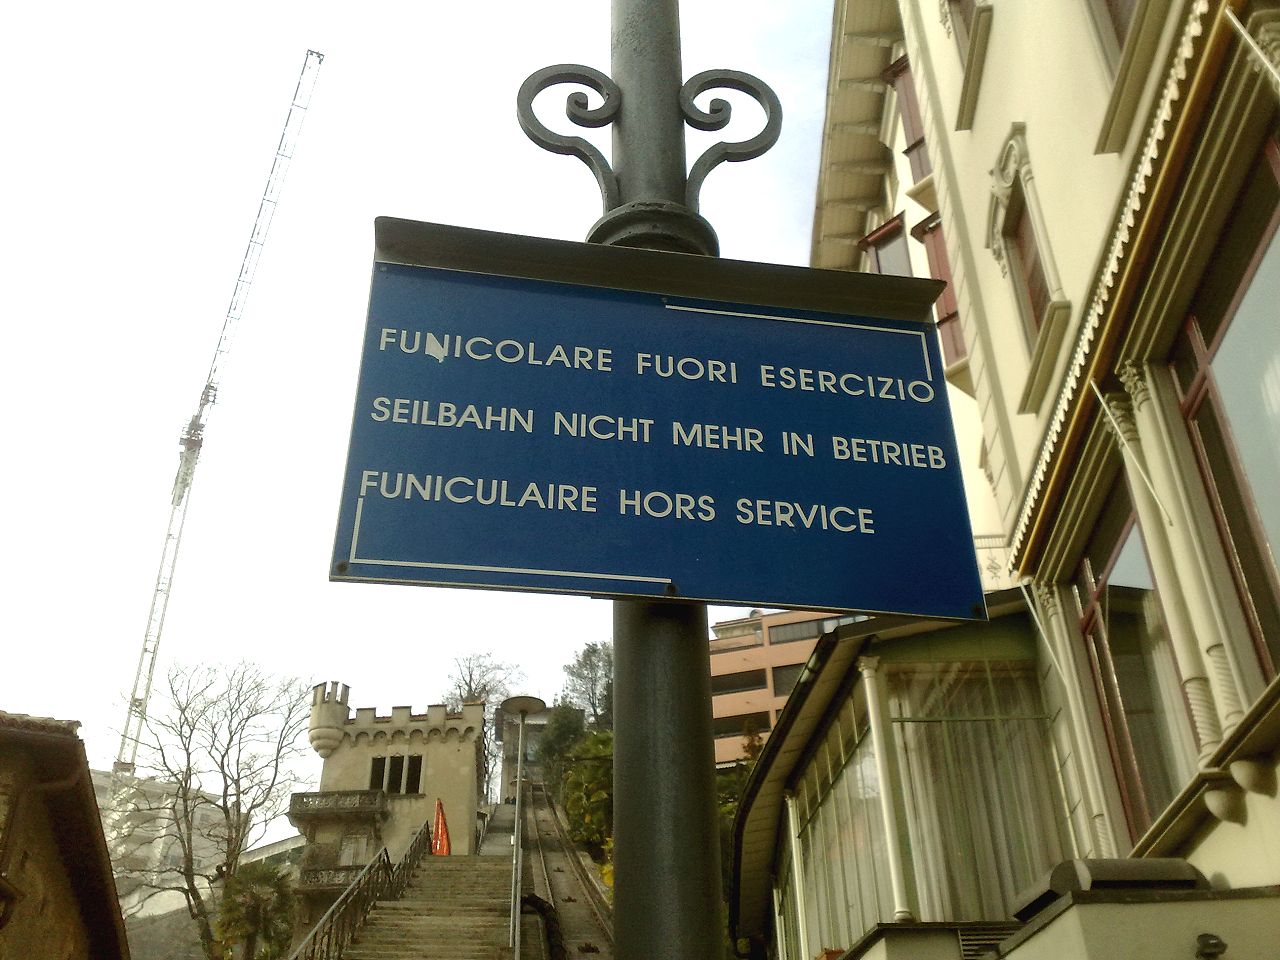 FUNICOLARE FUORI ESERCIZIO
SEILBAHN NICHT MEHR IN BETRIEB
FUNICULAIRE HORS SERVICE